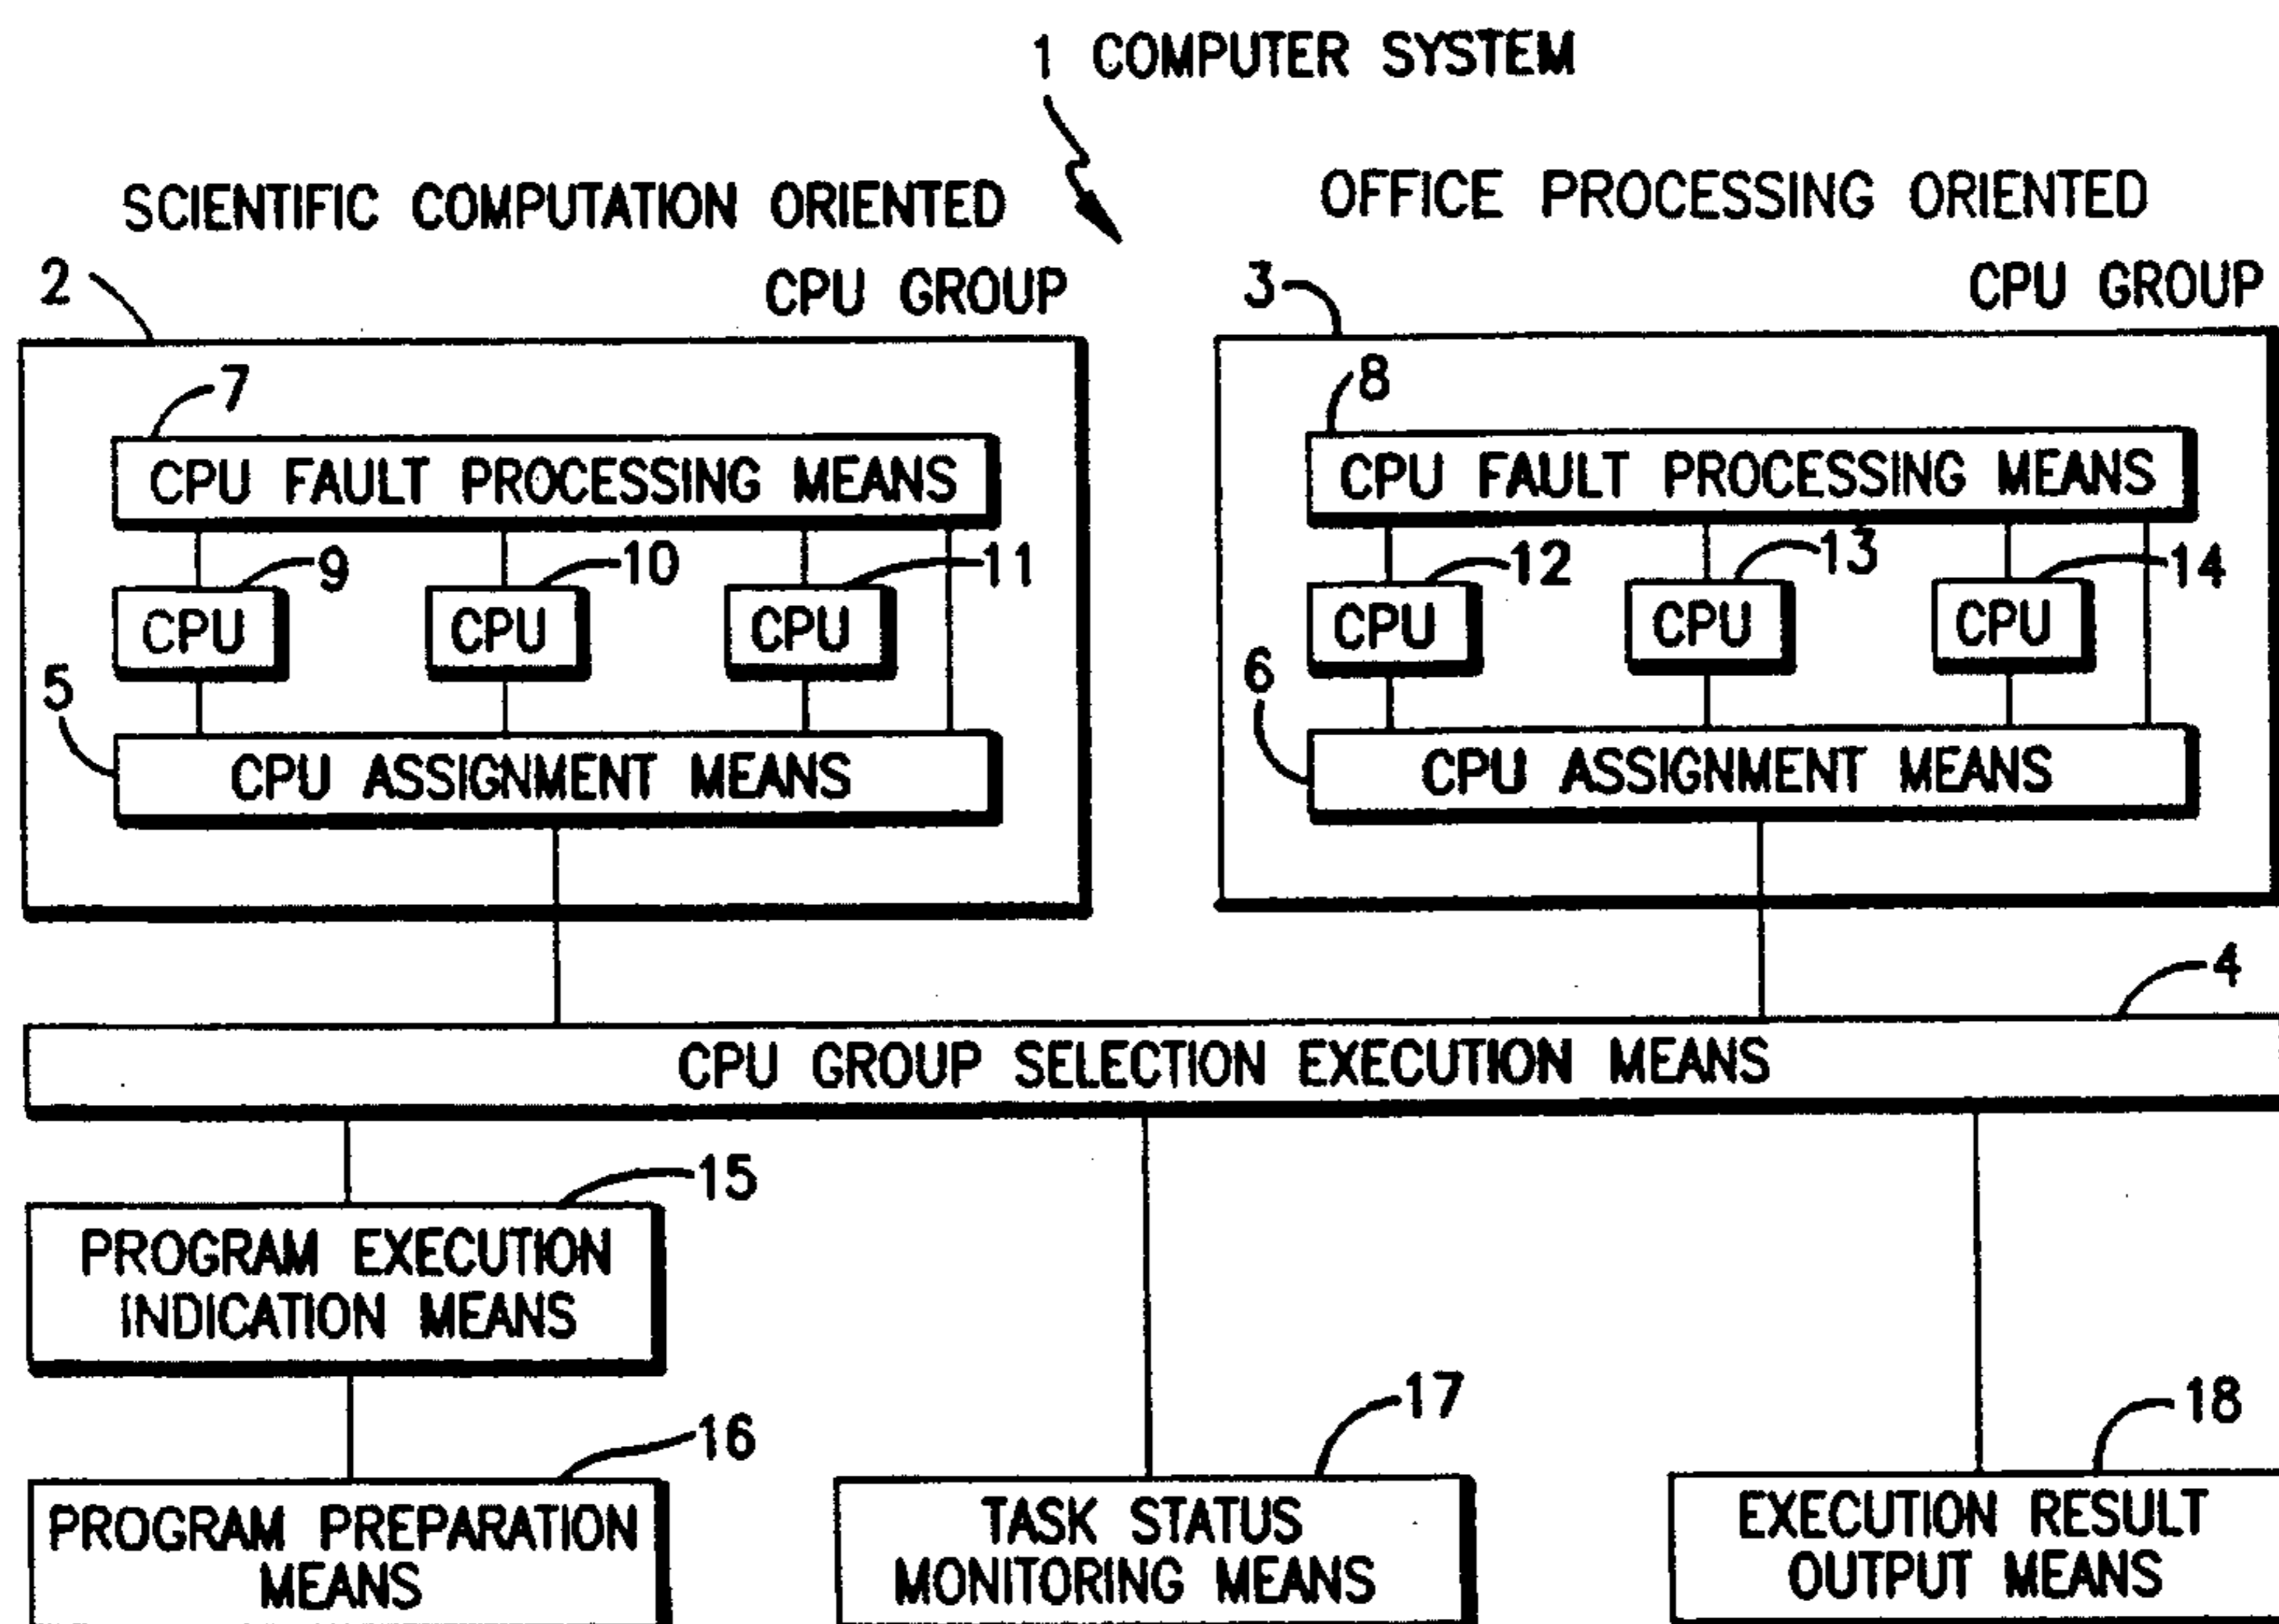 1 COMPUTER SYSTEM
SCIENTIFIC COMPUTATION ORIENTED
CPU GROUP
2
OFFICE PROCESSING ORIENTED
CPU GROUP
3
7
CPU FAULT PROCESSING MEANS
9
10
11
CPU
CPU
CPU
5
CPU ASSIGNMENT MEANS
8
CPU FAULT PROCESSING MEANS
12
13
14
CPU
CPU
CPU
6
CPU ASSIGNMENT MEANS
4
CPU GROUP SELECTION EXECUTION MEANS
15
PROGRAM EXECUTION
INDICATION MEANS
16
PROGRAM PREPARATION
MEANS
17
TASK STATUS
MONITORING MEANS
18
EXECUTION RESULT
OUTPUT MEANS